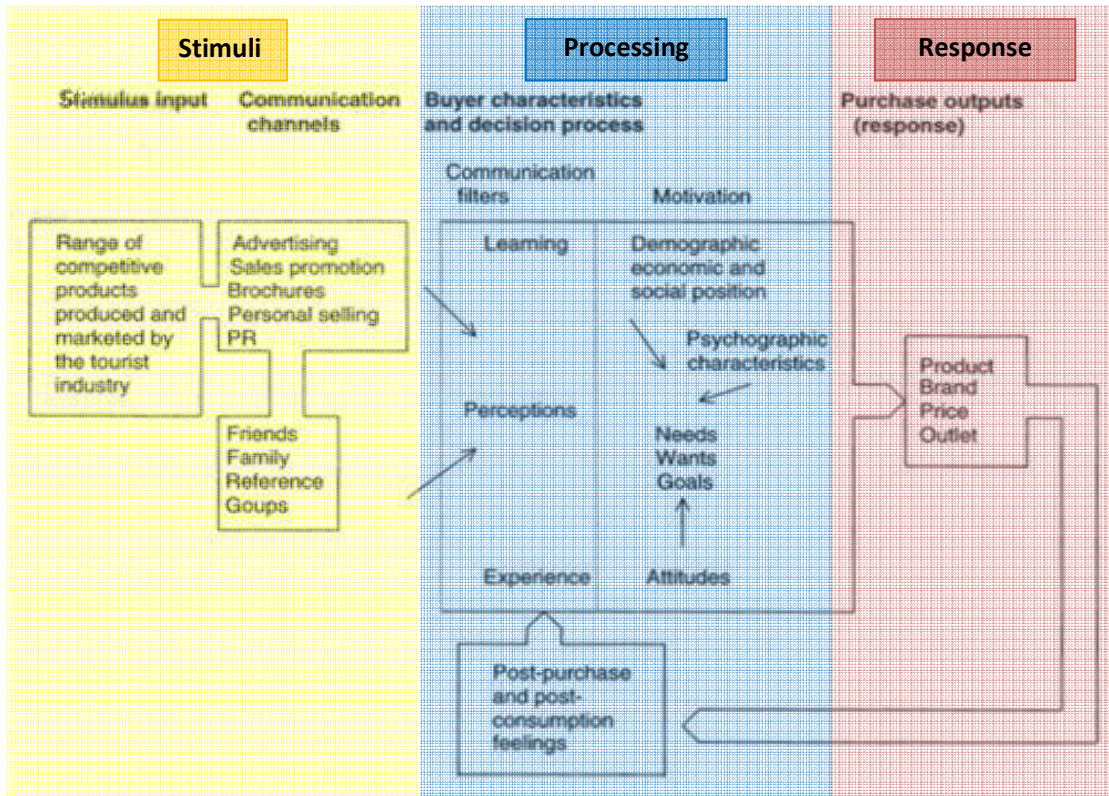 Stimuli
Processing
Response
Stimulus input
Communication
channels
Buyer characteristics
and decision process
Purchase outputs
(response)
Communication
filters
Motivation
Range of
competitive
products
produced and
marketed by
the tourist
industry
Advertising
Sales promotion
Brochures
Personal selling
PR
Friends
Family
Reference
Goups
Learning
Perceptions
Experience
Demographic
economic and
social position
Psychographic
characteristics
Needs
Wants
Goals
Attitudes
Product
Brand
Price
Outlet
Post-purchase
and post-
consumption
feelings